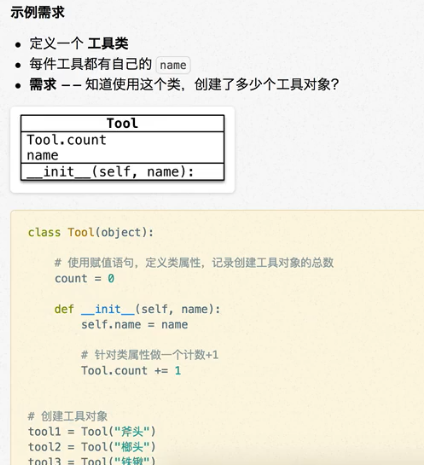 示例需求
定义一个 工具类
每件工具都有自己的 name
需求 —— 知道使用这个类，创建了多少个工具对象？
Tool
Tool.count
name
__init__(self, name):
class Tool(object):
# 使用赋值语句，定义类属性，记录创建工具对象的总数
count = 0
def __init__(self, name):
self.name = name
# 针对类属性做一个计数+1
Tool.count += 1
# 创建工具对象
tool1 = Tool("斧头")
tool2 = Tool("榔头")
tool3 = Tool("铁锹")